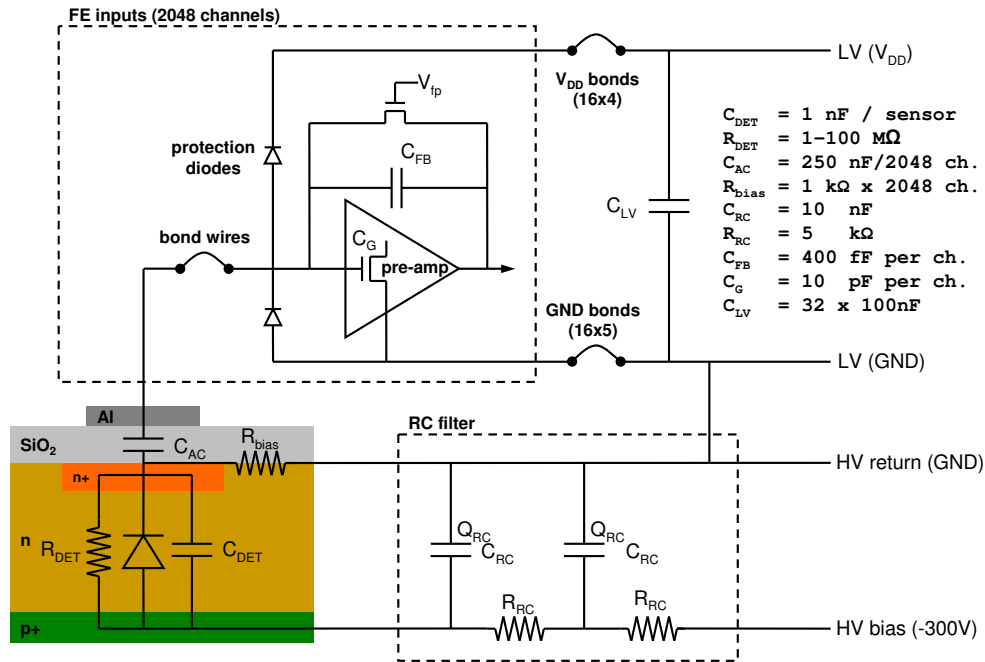 FE inputs (2048 channels)
LV (V_DD)
V_DD bonds
(16x4)
V_fp
C_FB
protection
diodes
C_DET = 1 nF / sensor
R_DET = 1–100 MΩ
C_AC = 250 nF/2048 ch.
R_bias = 1 kΩ x 2048 ch.
C_RC = 10 nF
R_RC = 5 kΩ
C_FB = 400 fF per ch.
C_G = 10 pF per ch.
C_LV = 32 x 100nF
C_LV
bond wires
C_G
pre-amp
GND bonds
(16x5)
LV (GND)
Al
SiO_2
C_AC
R_bias
RC filter
HV return (GND)
n+
n
R_DET
C_DET
Q_RC
C_RC
Q_RC
C_RC
R_RC
R_RC
p+
HV bias (-300V)